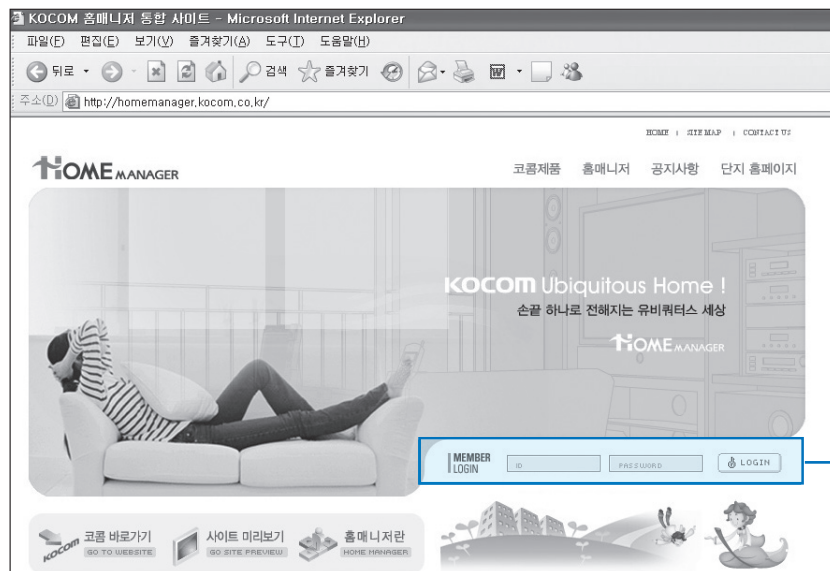 KOCOM 홈매니저 통합 사이트 - Microsoft Internet Explorer
파일(F) 편집(E) 보기(V) 즐겨찾기(A) 도구(T) 도움말(H)
뒤로 검색 즐겨찾기
주소(D) http://homemanager.kocom.co.kr/
HOME | SITE MAP | CONTACT US
HOME MANAGER
코콤제품 홈매니저 공지사항 단지 홈페이지
KOCOM Ubiquitous Home !
손끝 하나로 전해지는 유비쿼터스 세상
HOME MANAGER
MEMBER
LOGIN
ID
PASSWORD
LOGIN
KOCOM
코콤 바로가기
GO TO WEBSITE
사이트 미리보기
GO SITE PREVIEW
홈매니저란
HOME MANAGER